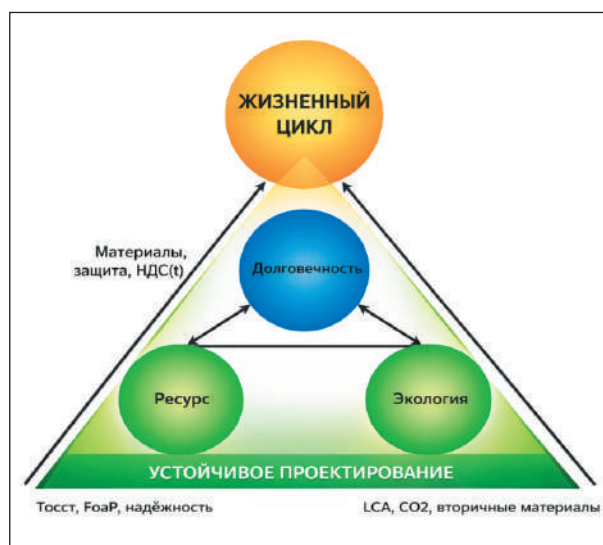 ЖИЗНЕННЫЙ
ЦИКЛ
Материалы,
защита, НДС(t)
Долговечность
Ресурс
Экология
УСТОЙЧИВОЕ ПРОЕКТИРОВАНИЕ
Тосст, FoaP, надёжность
LCA, CO2, вторичные материалы